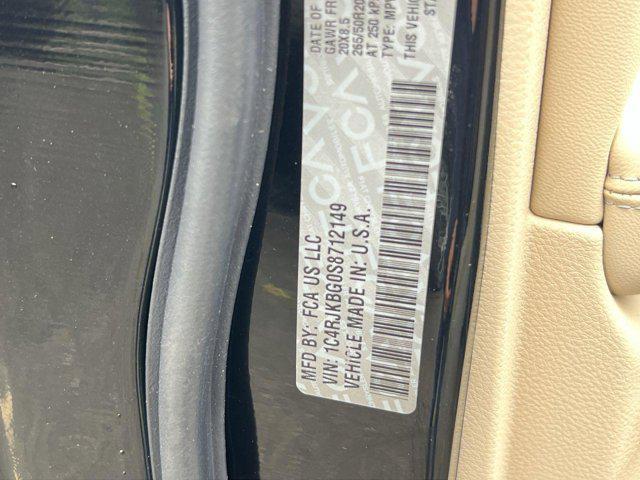 MFD BY: FCA US LLC
DATE OF
VIN: 1C4RJKBG0S8712149
GAWR FR
VEHICLE MADE IN: U.S.A.
20X8.5
265/50R20
AT 250 KP
TYPE: MPV
THIS VEHIC
STA